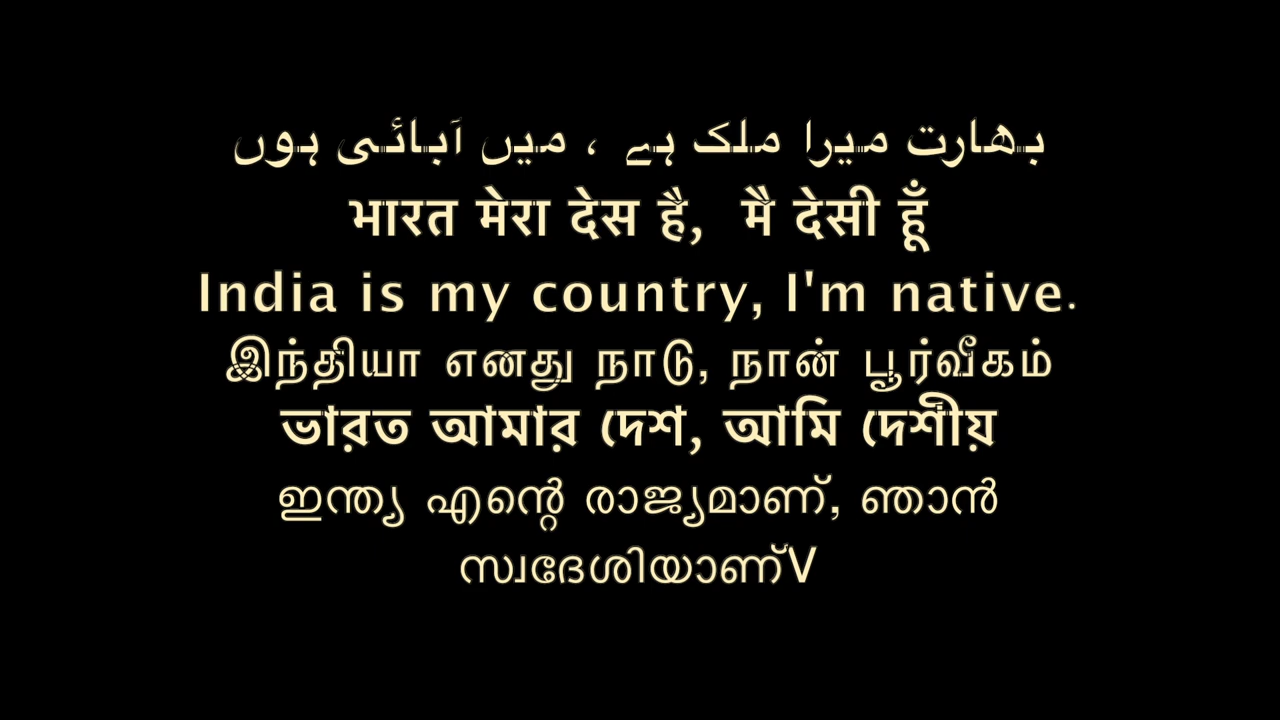 بھارت میرا ملک ہے ، میں آبائی ہوں
भारत मेरा देस है, मै देसी हूँ
India is my country, I'm native.
இந்தியா எனது நாடு, நான் பூர்வீகம்
ভারত আমার দেশ, আমি দেশীয়
ഇന്ത്യ എന്റെ രാജ്യമാണ്, ഞാൻ
സ്വദേശിയാണ്V